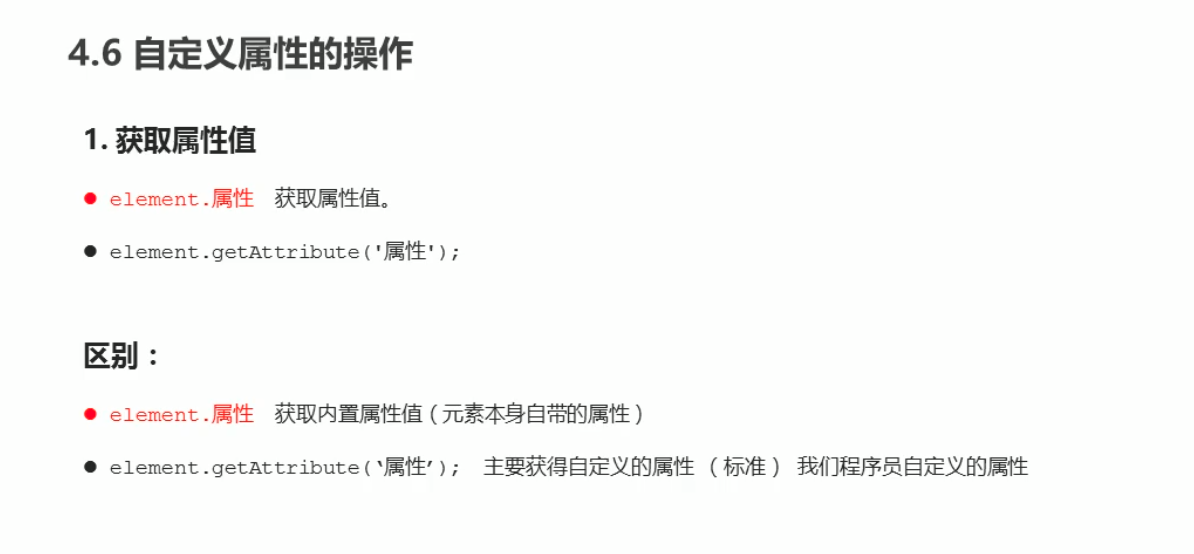 4.6 自定义属性的操作
1. 获取属性值
● element.属性 获取属性值。
● element.getAttribute('属性');
区别：
● element.属性 获取内置属性值（元素本身自带的属性）
● element.getAttribute(‘属性’); 主要获得自定义的属性 （标准） 我们程序员自定义的属性